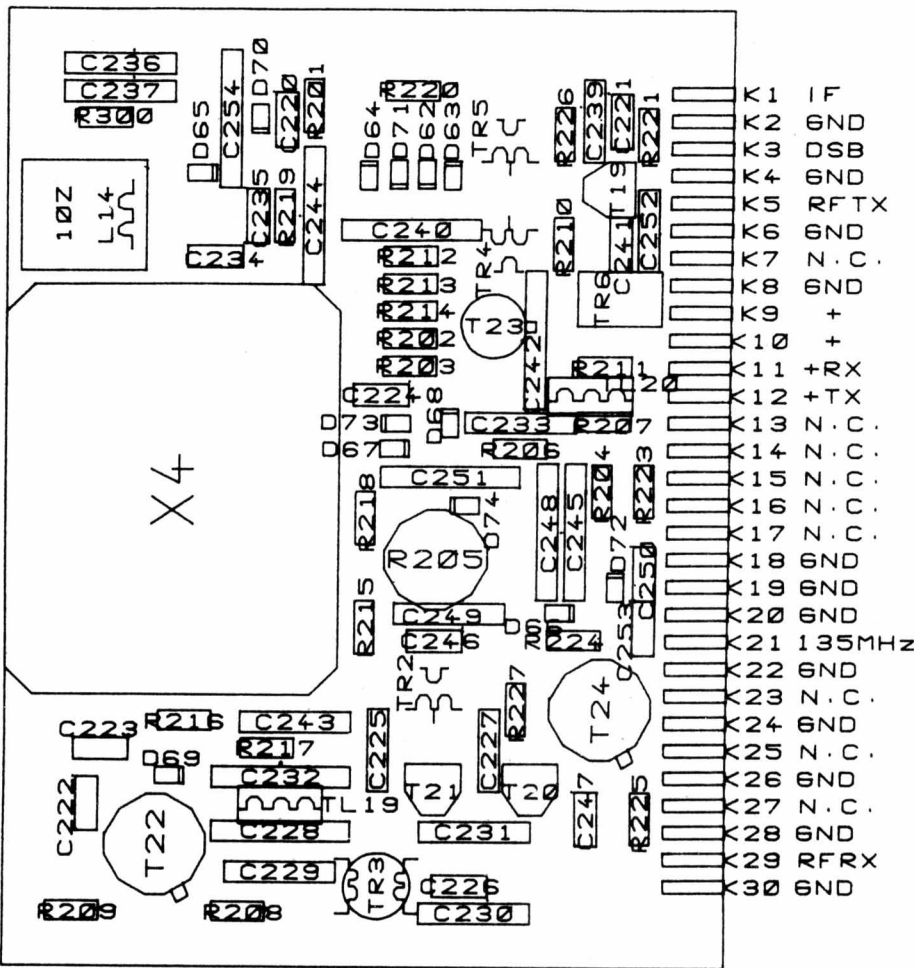 C236
C237
R300
D65
C254
D70
C220
R201
R220
D64
D71
D62
D63
TR5
R226
C239
C221
R221
10Z
L14
C235
R219
C244
C234
C240
R212
R213
R214
R202
R203
TR4
T23
T19
R210
C241
C252
TR6
C242
R211
TL20
C224
D68
D73
D67
C233
R207
R206
X4
C251
R218
D74
R205
C248
C245
R204
R223
D72
C250
C249
R215
C246
D66
R224
C253
TR2
T24
C223
R216
C243
R217
C225
C227
R227
D69
C232
C222
T22
TL19
T21
T20
C228
C231
C247
R225
C229
TR3
C226
C230
R209
R208
K1 IF
K2 GND
K3 DSB
K4 GND
K5 RFTX
K6 GND
K7 N.C.
K8 GND
K9 +
K10 +
K11 +RX
K12 +TX
K13 N.C.
K14 N.C.
K15 N.C.
K16 N.C.
K17 N.C.
K18 GND
K19 GND
K20 GND
K21 135MHz
K22 GND
K23 N.C.
K24 GND
K25 N.C.
K26 GND
K27 N.C.
K28 GND
K29 RFRX
K30 GND